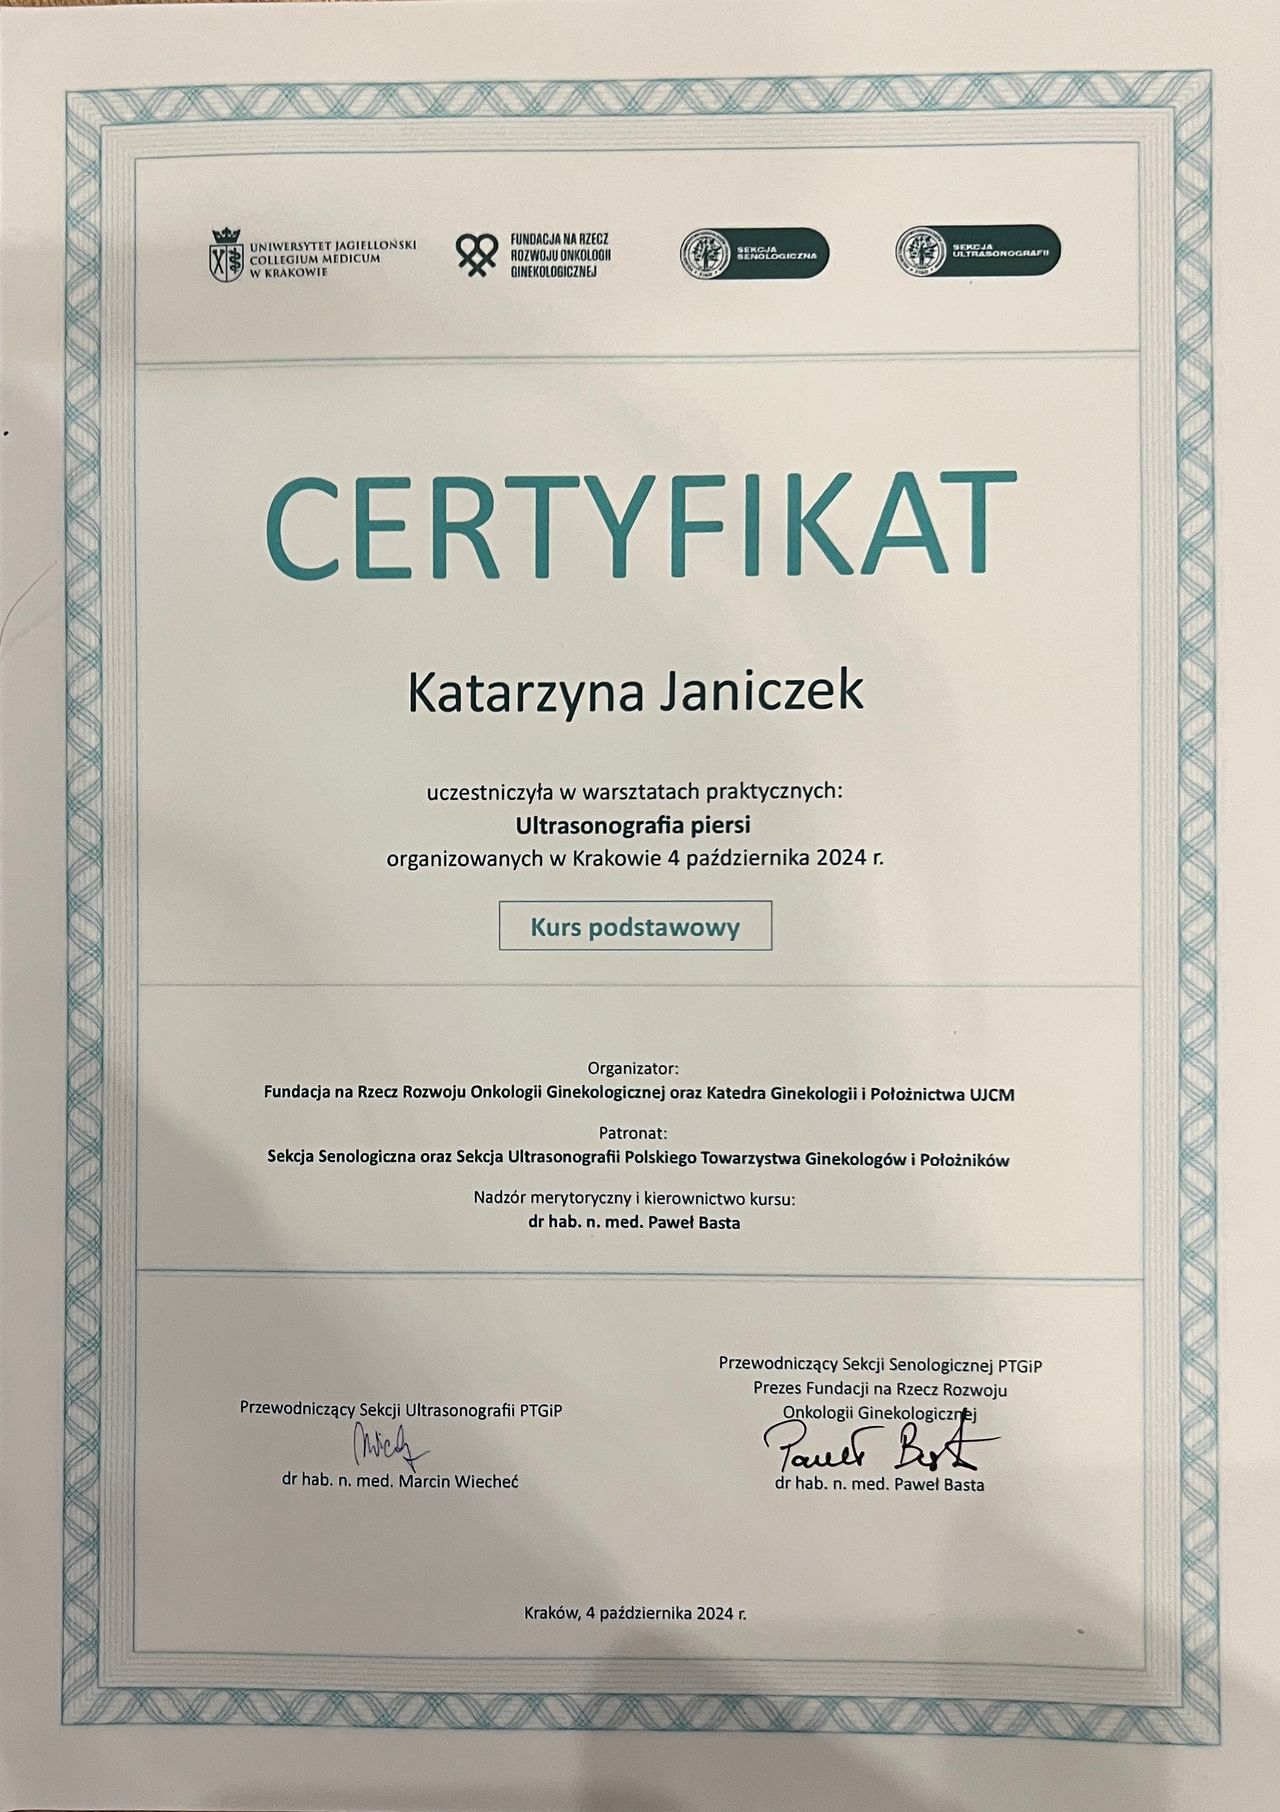 UNIWERSYTET JAGIELLOŃSKI
COLLEGIUM MEDICUM
W KRAKOWIE
FUNDACJA NA RZECZ
ROZWOJU ONKOLOGII
GINEKOLOGICZNEJ
SEKCJA
SENOLOGICZNA
SEKCJA
ULTRASONOGRAFII
CERTYFIKAT
Katarzyna Janiczek
uczestniczyła w warsztatach praktycznych:
Ultrasonografia piersi
organizowanych w Krakowie 4 października 2024 r.
Kurs podstawowy
Organizator:
Fundacja na Rzecz Rozwoju Onkologii Ginekologicznej oraz Katedra Ginekologii i Położnictwa UJCM
Patronat:
Sekcja Senologiczna oraz Sekcja Ultrasonografii Polskiego Towarzystwa Ginekologów i Położników
Nadzór merytoryczny i kierownictwo kursu:
dr hab. n. med. Paweł Basta
Przewodniczący Sekcji Ultrasonografii PTGiP
dr hab. n. med. Marcin Wiecheć
Przewodniczący Sekcji Senologicznej PTGiP
Prezes Fundacji na Rzecz Rozwoju
Onkologii Ginekologicznej
Paweł Basta
dr hab. n. med. Paweł Basta
Kraków, 4 października 2024 r.